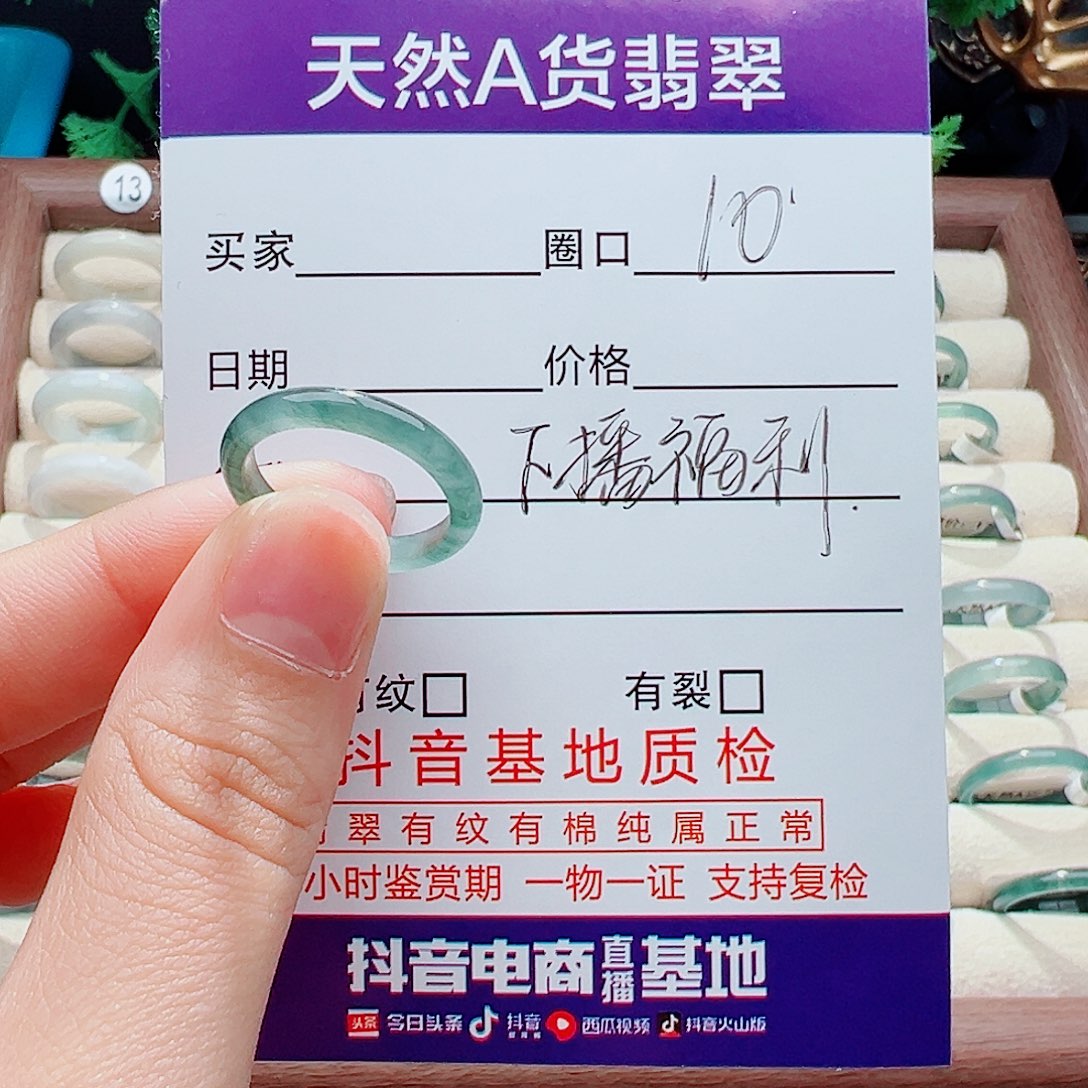 天然A货翡翠
13
买家 圈口 10
日期 价格
下播福利
纹 有裂
抖音基地质检
翠有纹有棉纯属正常
小时鉴赏期 一物一证 支持复检
抖音电商直播基地
头条 今日头条 抖音 西瓜视频 抖音火山版